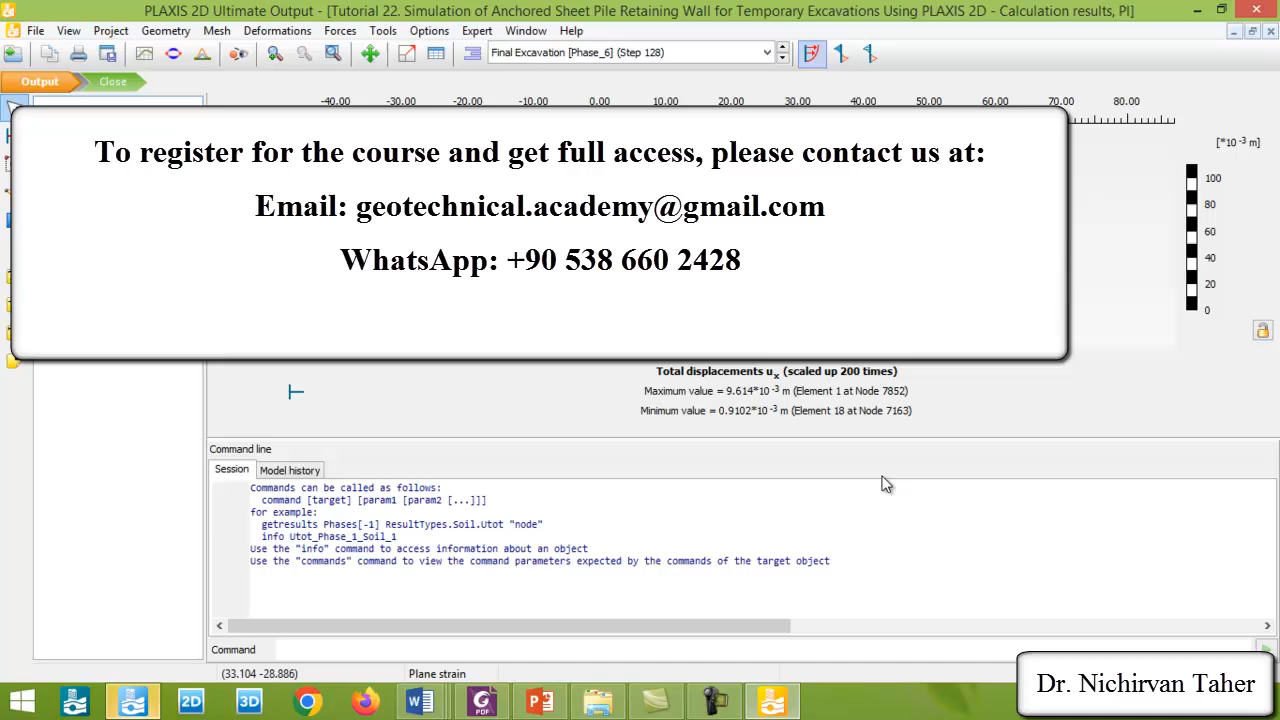 PLAXIS 2D Ultimate Output - [Tutorial 22. Simulation of Anchored Sheet Pile Retaining Wall for Temporary Excavations Using PLAXIS 2D - Calculation results, Pl]
File View Project Geometry Mesh Deformations Forces Tools Options Expert Window Help
Final Excavation [Phase_6] (Step 128)
Output Close
-40.00 -30.00 -20.00 -10.00 0.00 10.00 20.00 30.00 40.00 50.00 60.00 70.00 80.00
To register for the course and get full access, please contact us at:
Email: geotechnical.academy@gmail.com
WhatsApp: +90 538 660 2428
[*10 -3 m]
100
80
60
40
20
0
Total displacements ux (scaled up 200 times)
Maximum value = 9.614*10 -3 m (Element 1 at Node 7852)
Minimum value = 0.9102*10 -3 m (Element 18 at Node 7163)
Command line
Session Model history
Commands can be called as follows:
command [target] [param1 [param2 [...]]]
for example:
getresults Phases[-1] ResultTypes.Soil.Utot "node"
info Utot_Phase_1_Soil_1
Use the "info" command to access information about an object
Use the "commands" command to view the command parameters expected by the commands of the target object
Command
(33.104 -28.886) Plane strain
Dr. Nichirvan Taher
2D 3D PDF